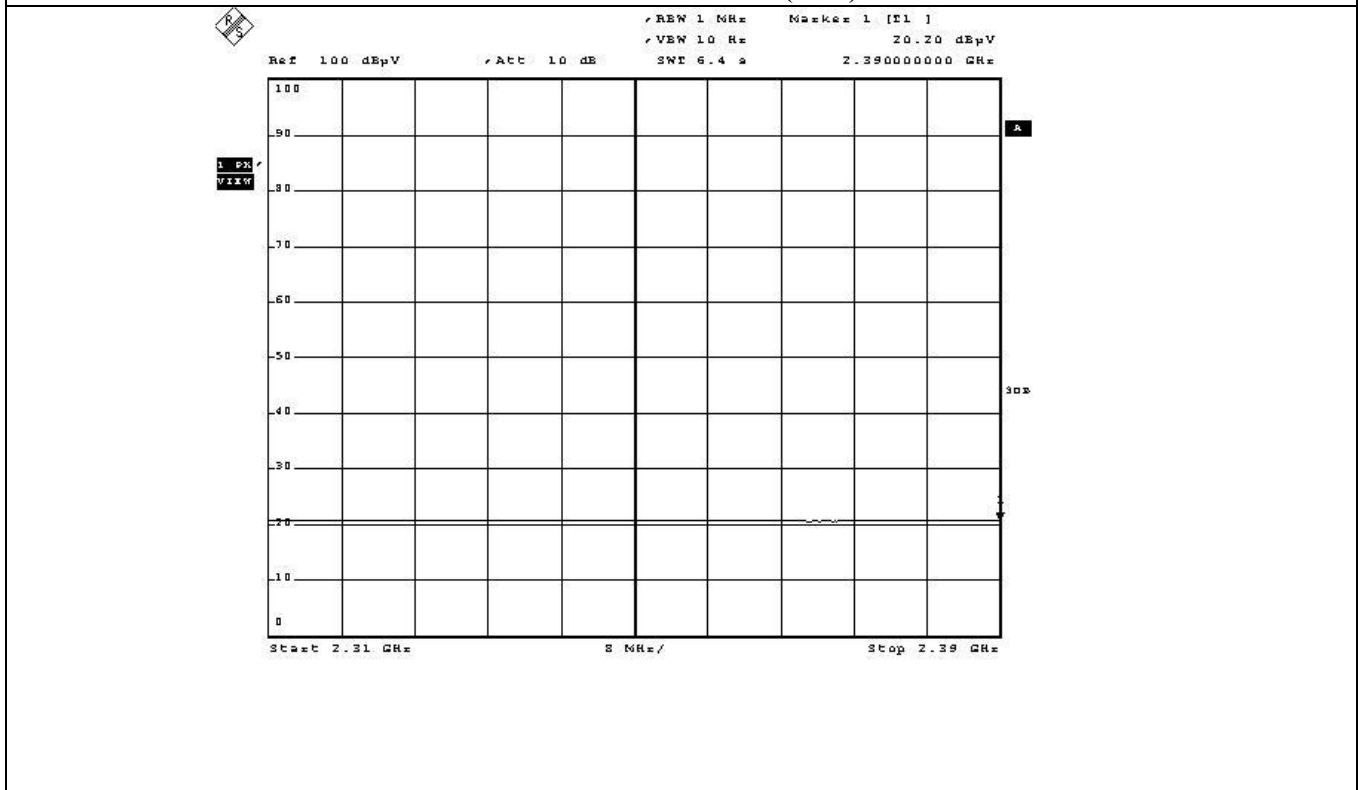 R S
RBW 1 MHz Marker 1 [T1 ]
VBW 10 Hz 20.20 dBµV
Ref 100 dBµV Att 10 dB SWT 6.4 s 2.390000000 GHz
100
90
A
1 PK
VIEW
80
70
60
50
40
30
1
20
10
0
Start 2.31 GHz 8 MHz/ Stop 2.39 GHz